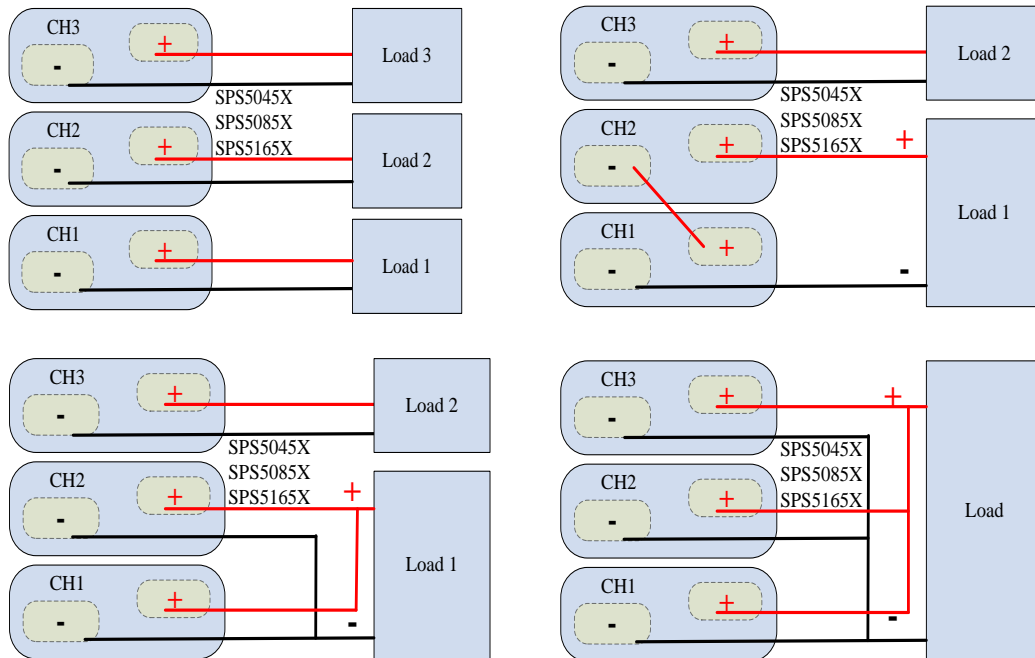 CH3
+
-
Load 3
SPS5045X
SPS5085X
SPS5165X
CH2
+
-
Load 2
CH1
+
-
Load 1
CH3
+
-
Load 2
SPS5045X
SPS5085X
SPS5165X
CH2
+
-
+
CH1
+
-
-
Load 1
CH3
+
-
Load 2
SPS5045X
SPS5085X
SPS5165X
CH2
+
-
+
Load 1
CH1
+
-
-
CH3
+
-
+
SPS5045X
SPS5085X
SPS5165X
CH2
+
-
Load
CH1
+
-
-